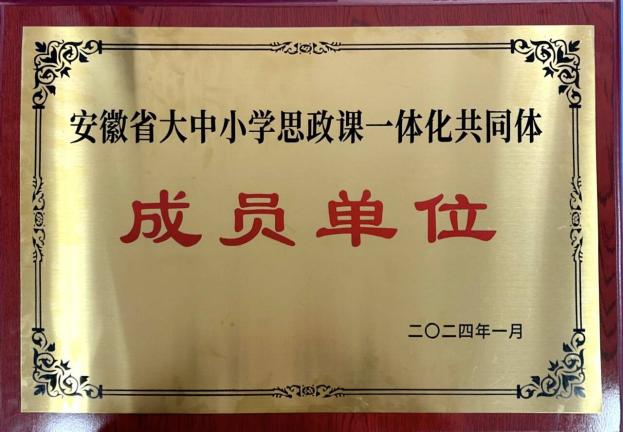 安徽省大中小学思政课一体化共同体
成员单位
二〇二四年一月